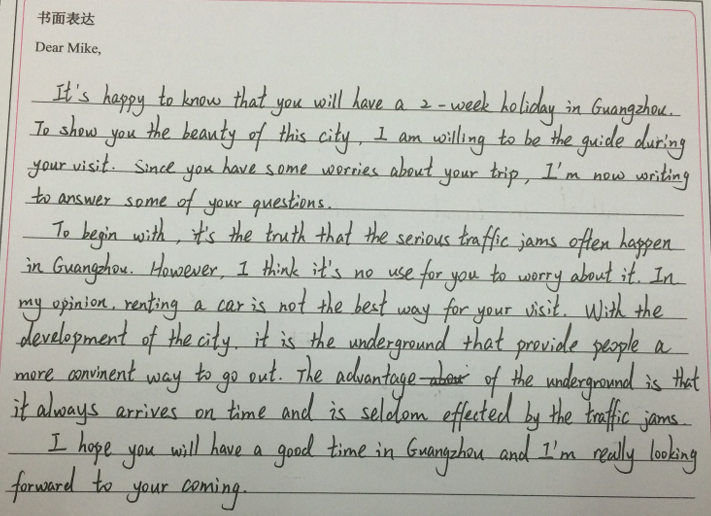 书面表达
Dear Mike,
It's happy to know that you will have a 2-week holiday in Guangzhou.
To show you the beauty of this city, I am willing to be the guide during
your visit. Since you have some worries about your trip, I'm now writing
to answer some of your questions.
To begin with, it's the truth that the serious traffic jams often happen
in Guangzhou. However, I think it's no use for you to worry about it. In
my opinion, renting a car is not the best way for your visit. With the
development of the city, it is the underground that provide people a
more convinent way to go out. The advantage of the underground is that
it always arrives on time and is seldom effected by the traffic jams.
I hope you will have a good time in Guangzhou and I'm really looking
forward to your coming.